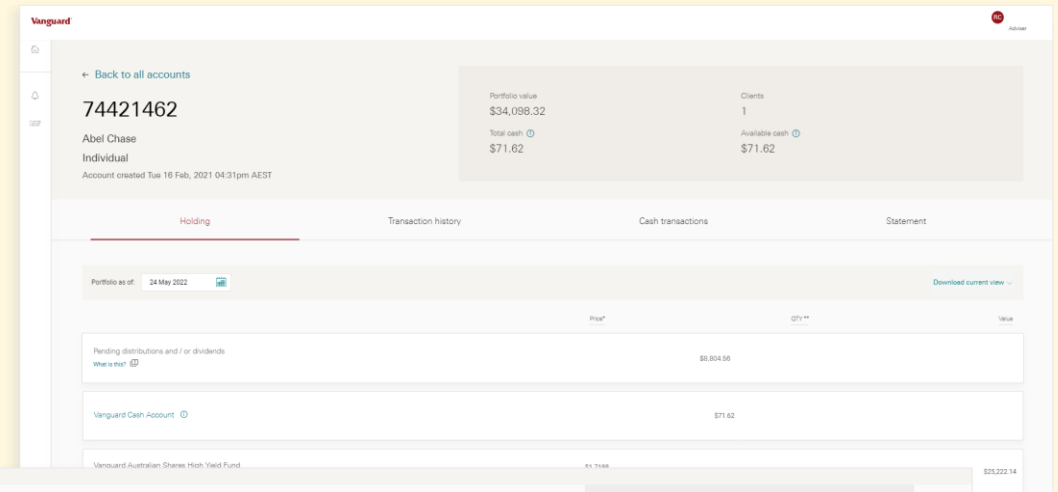 Vanguard
RC
Adviser
← Back to all accounts
74421462
Abel Chase
Individual
Account created Tue 16 Feb, 2021 04:31pm AEST
Portfolio value
$34,098.32
Clients
1
Total cash
$71.62
Available cash
$71.62
Holding
Transaction history
Cash transactions
Statement
Portfolio as of:
24 May 2022
Download current view
Price*
QTY **
Value
Pending distributions and / or dividends
What is this?
$8,804.56
Vanguard Cash Account
$71.62
Vanguard Australian Shares High Yield Fund
$1.7188
$25,222.14